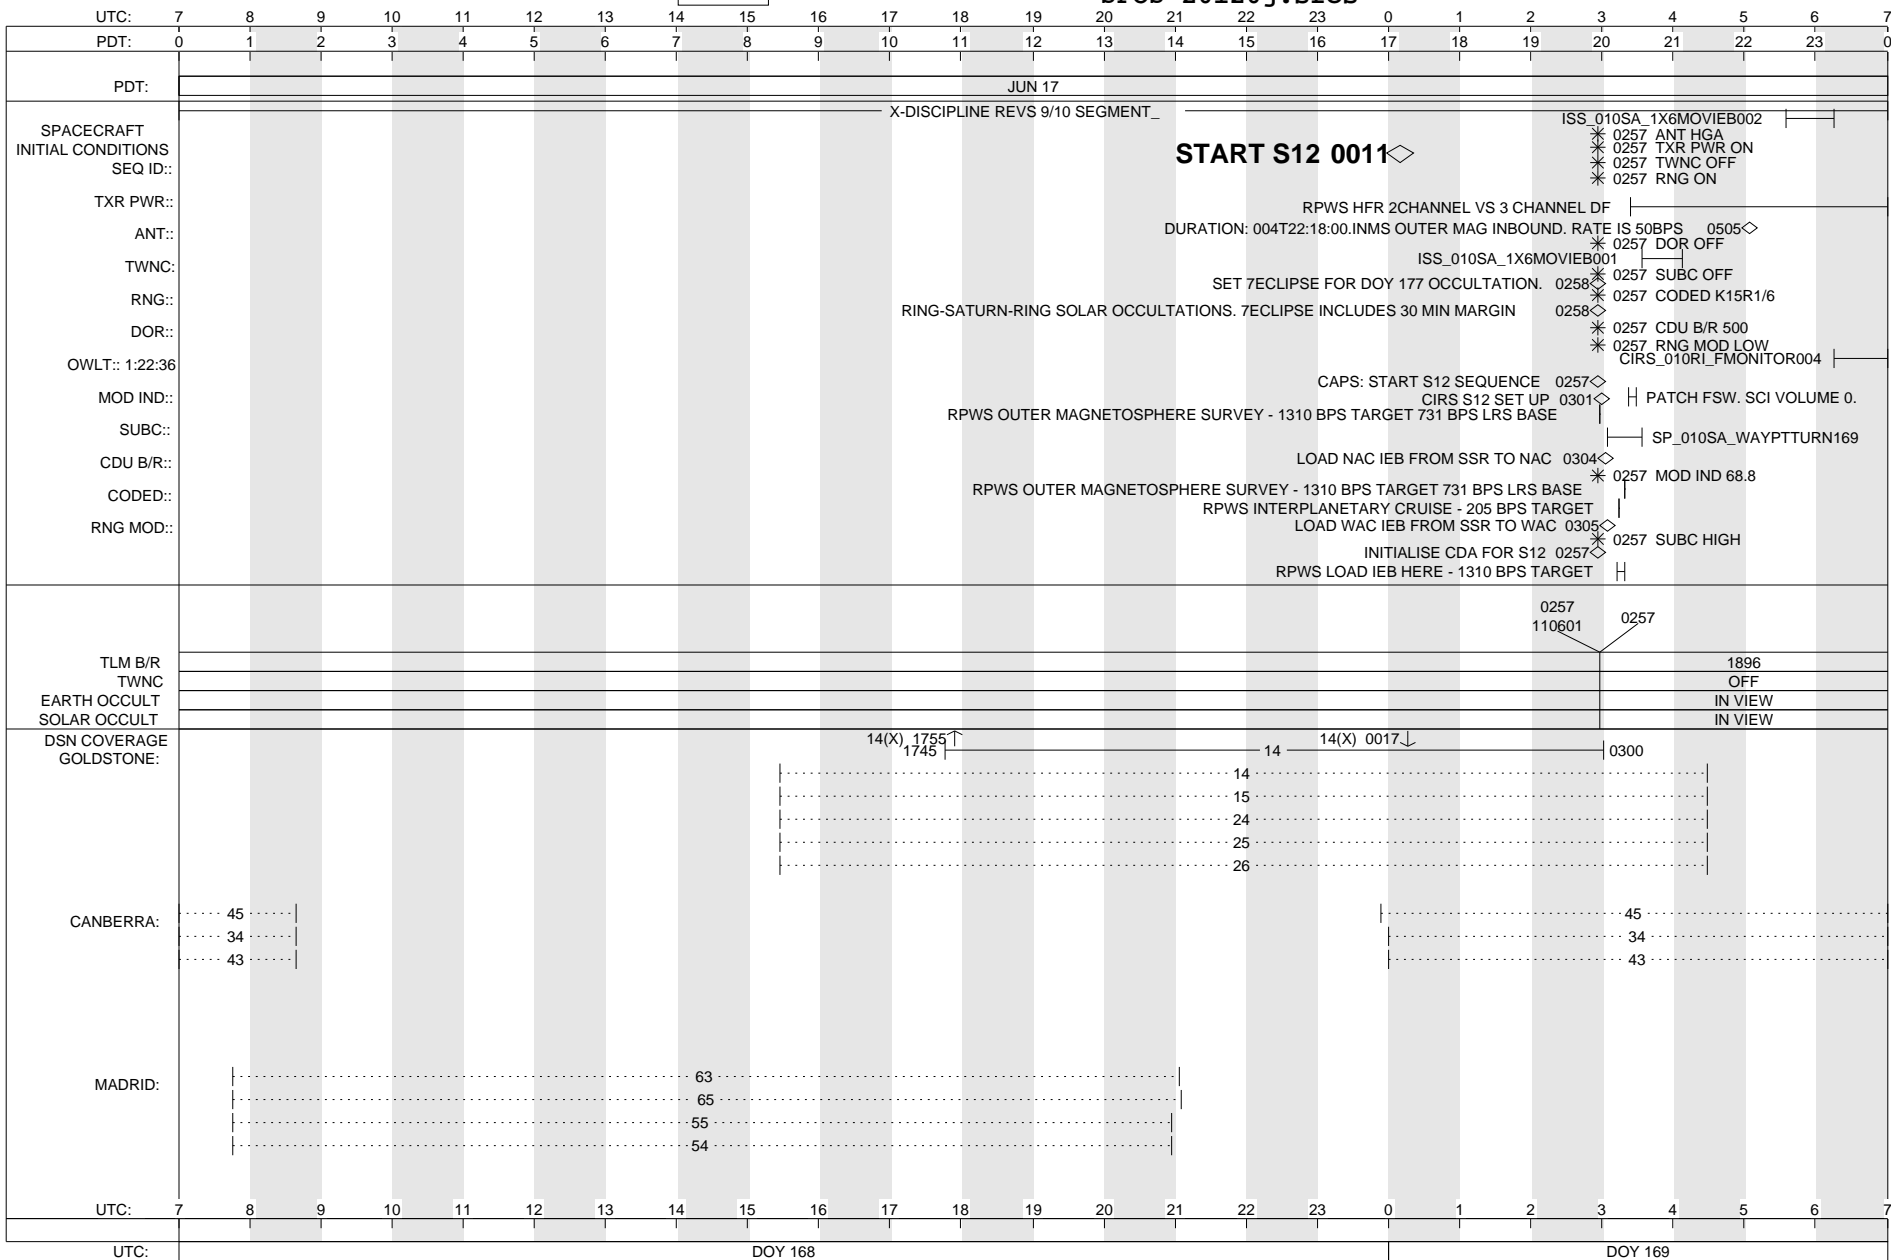 UTC: 7 8 9 10 11 12 13 14 15 16 17 18 19 20 21 22 23 0 1 2 3 4 5 6 7
PDT: 0 1 2 3 4 5 6 7 8 9 10 11 12 13 14 15 16 17 18 19 20 21 22 23 0
PDT: JUN 17
X-DISCIPLINE REVS 9/10 SEGMENT_
ISS_010SA_1X6MOVIEB002
SPACECRAFT
INITIAL CONDITIONS
0257 ANT HGA
0257 TXR PWR ON
START S12 0011
0257 TWNC OFF
SEQ ID::
0257 RNG ON
TXR PWR::
RPWS HFR 2CHANNEL VS 3 CHANNEL DF
ANT::
DURATION: 004T22:18:00.INMS OUTER MAG INBOUND. RATE IS 50BPS 0505
0257 DOR OFF
TWNC:
ISS_010SA_1X6MOVIEB001
0257 SUBC OFF
SET 7ECLIPSE FOR DOY 177 OCCULTATION. 0258
RNG::
0257 CODED K15R1/6
RING-SATURN-RING SOLAR OCCULTATIONS. 7ECLIPSE INCLUDES 30 MIN MARGIN 0258
DOR::
0257 CDU B/R 500
0257 RNG MOD LOW
OWLT:: 1:22:36
CIRS_010RI_FMONITOR004
CAPS: START S12 SEQUENCE 0257
MOD IND::
CIRS S12 SET UP 0301
PATCH FSW. SCI VOLUME 0.
RPWS OUTER MAGNETOSPHERE SURVEY - 1310 BPS TARGET 731 BPS LRS BASE
SUBC::
SP_010SA_WAYPTTURN169
CDU B/R::
LOAD NAC IEB FROM SSR TO NAC 0304
0257 MOD IND 68.8
CODED::
RPWS OUTER MAGNETOSPHERE SURVEY - 1310 BPS TARGET 731 BPS LRS BASE
RPWS INTERPLANETARY CRUISE - 205 BPS TARGET
RNG MOD::
LOAD WAC IEB FROM SSR TO WAC 0305
0257 SUBC HIGH
INITIALISE CDA FOR S12 0257
RPWS LOAD IEB HERE - 1310 BPS TARGET
0257
110601
0257
TLM B/R 1896
TWNC OFF
EARTH OCCULT IN VIEW
SOLAR OCCULT IN VIEW
DSN COVERAGE
14(X) 1755
14(X) 0017
GOLDSTONE:
1745 14 0300
14
15
24
25
26
CANBERRA:
45 45
34 34
43 43
MADRID:
63
65
55
54
UTC: 7 8 9 10 11 12 13 14 15 16 17 18 19 20 21 22 23 0 1 2 3 4 5 6 7
UTC: DOY 168 DOY 169